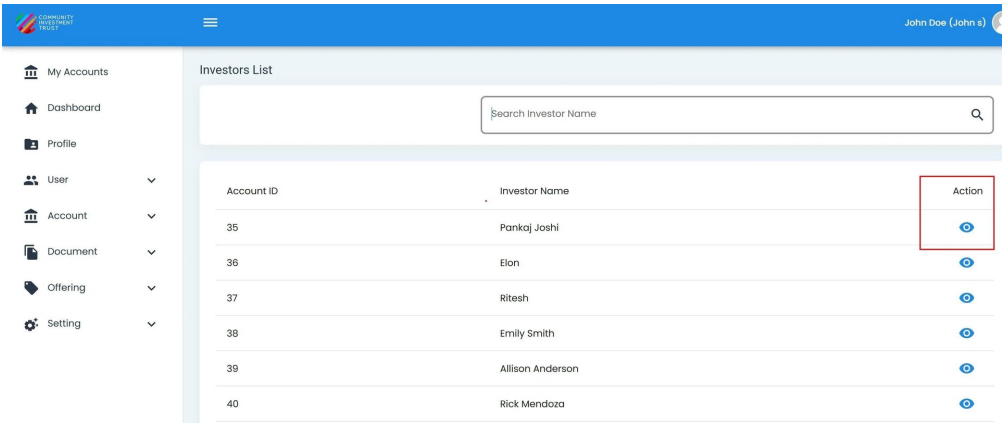 COMMUNITY
INVESTMENT
TRUST
John Doe (John s)
My Accounts
Dashboard
Profile
User
Account
Document
Offering
Setting
Investors List
Search Investor Name
Account ID Investor Name Action
35 Pankaj Joshi
36 Elon
37 Ritesh
38 Emily Smith
39 Allison Anderson
40 Rick Mendoza